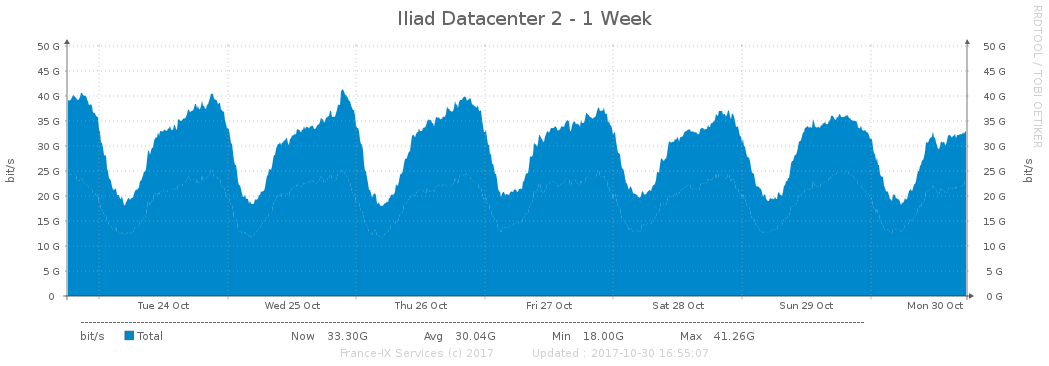 Iliad Datacenter 2 - 1 Week
RRDTOOL / TOBI OETIKER
50 G 50 G
45 G 45 G
40 G 40 G
35 G 35 G
30 G 30 G
25 G 25 G
20 G 20 G
15 G 15 G
10 G 10 G
5 G 5 G
0 0 G
bit/s
bit/s
Tue 24 Oct Wed 25 Oct Thu 26 Oct Fri 27 Oct Sat 28 Oct Sun 29 Oct Mon 30 Oct
bit/s Total Now 33.30G Avg 30.04G Min 18.00G Max 41.26G
France-IX Services (c) 2017 Updated : 2017-10-30 16:55:07